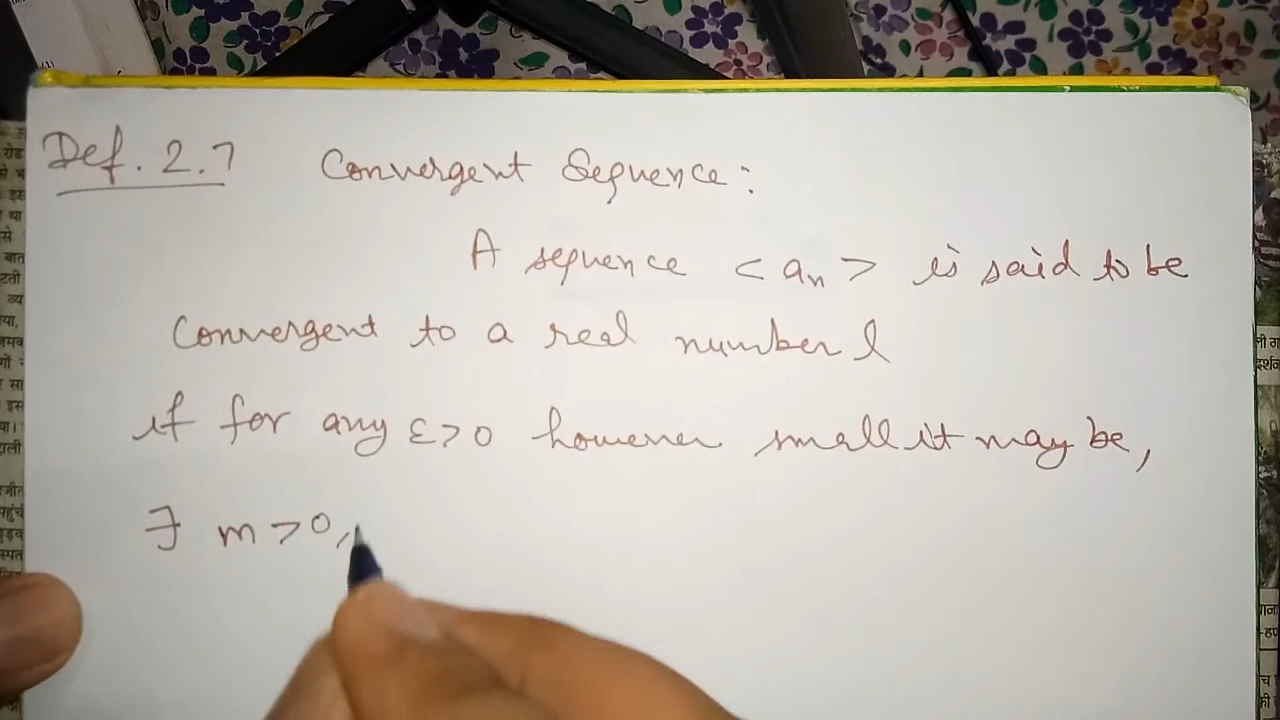 Def. 2.7 Convergent Sequence:
A sequence < aₙ > is said to be
Convergent to a real number l
if for any ε>0 however small it may be,
∃ m >0,